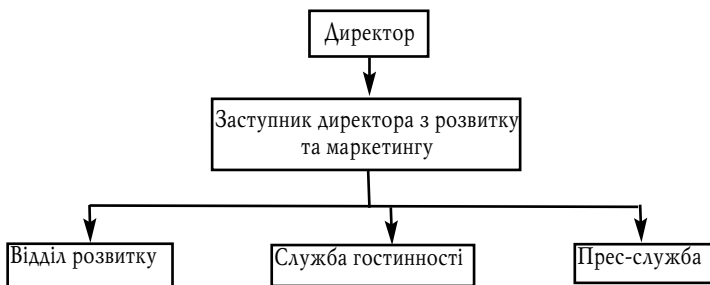 Директор
Заступник директора з розвитку
та маркетингу
Відділ розвитку
Служба гостинності
Прес-служба